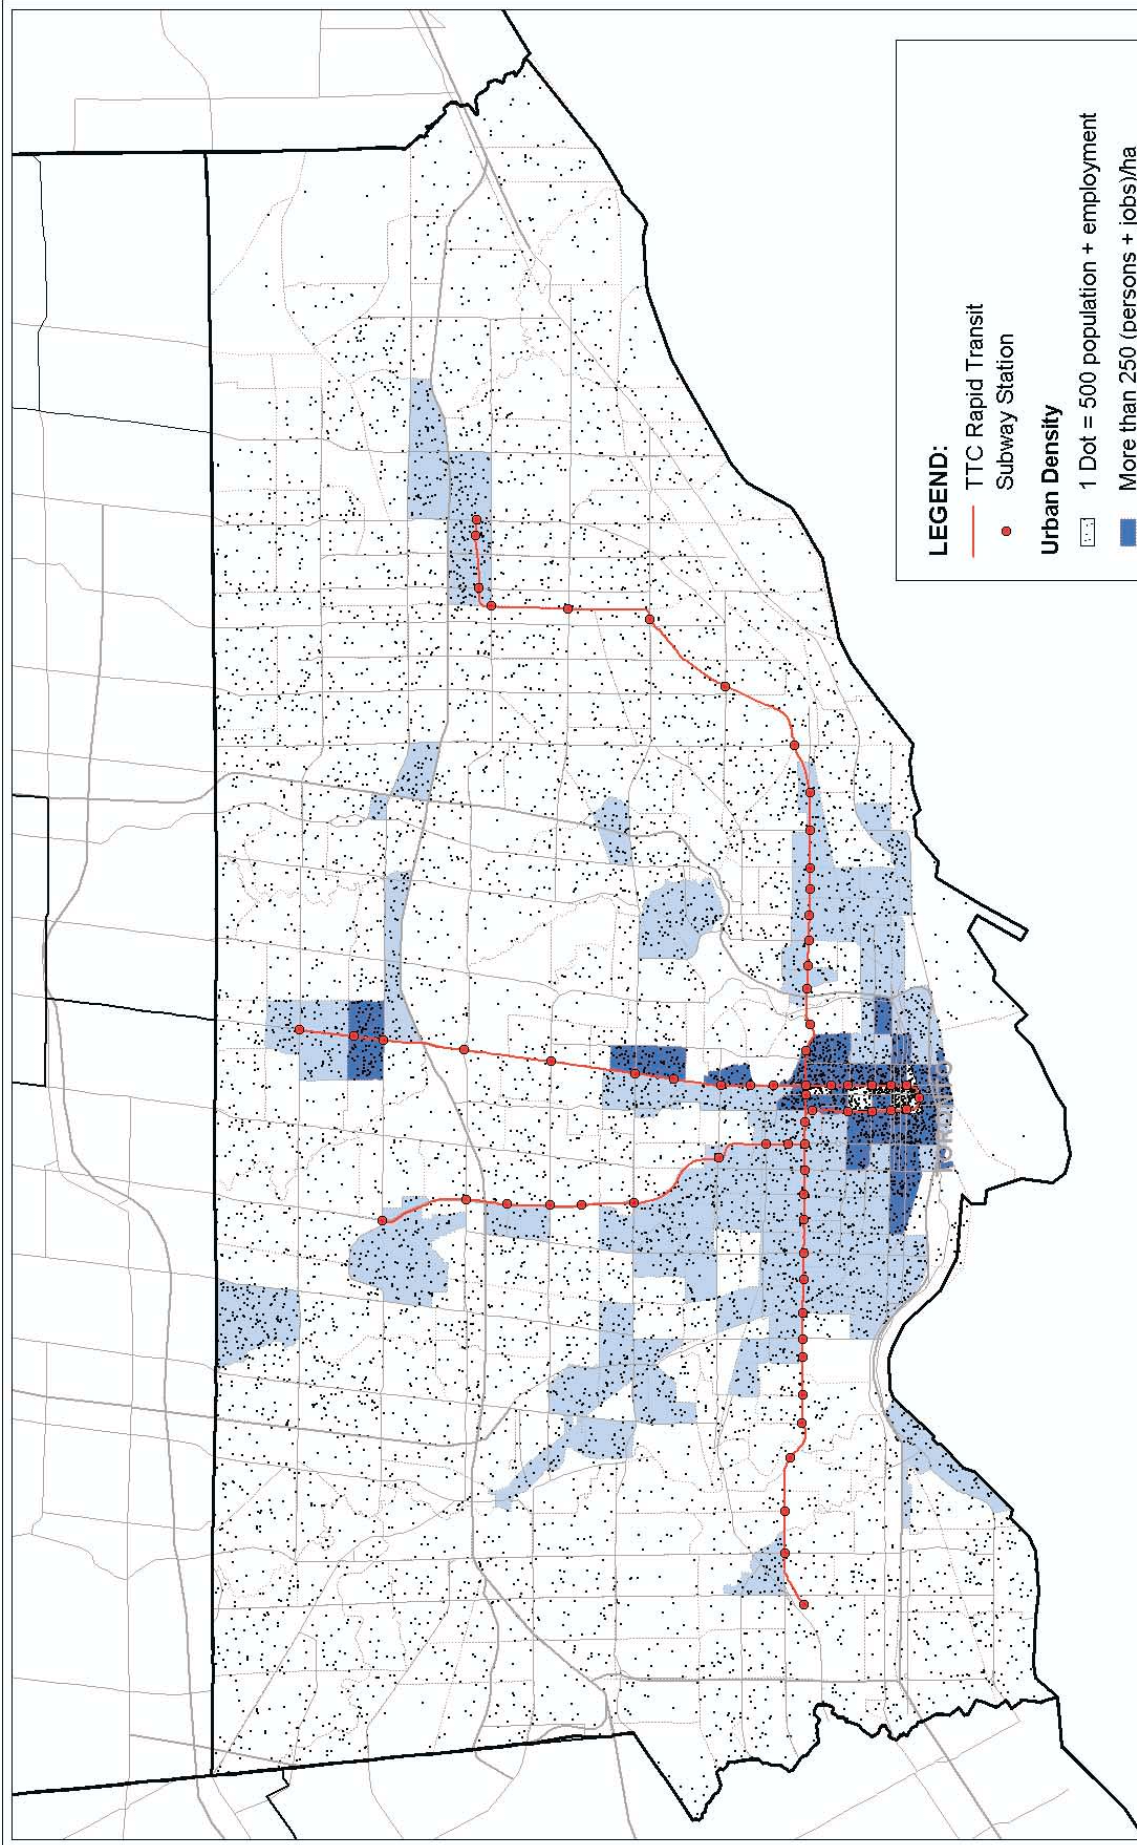 TORONTO
LEGEND:
TTC Rapid Transit
Subway Station
Urban Density
1 Dot = 500 population + employment
More than 250 (persons + jobs)/ha